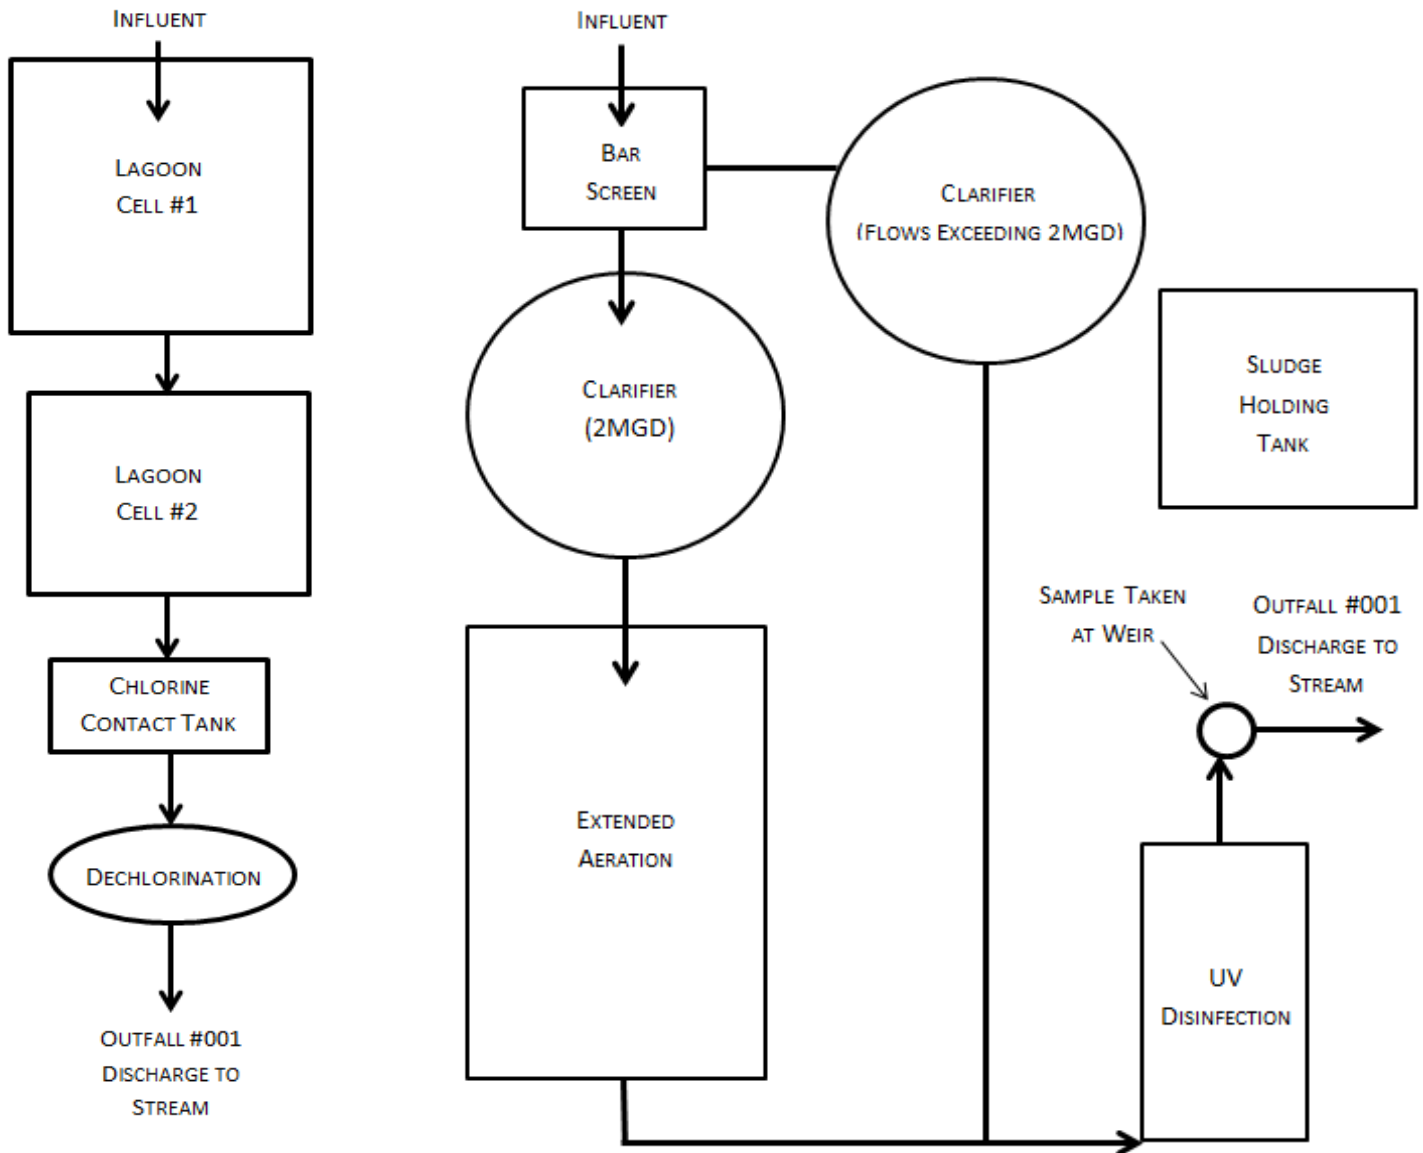 INFLUENT
LAGOON
CELL #1
LAGOON
CELL #2
CHLORINE
CONTACT TANK
DECHLORINATION
OUTFALL #001
DISCHARGE TO
STREAM
INFLUENT
BAR
SCREEN
CLARIFIER
(FLOWS EXCEEDING 2MGD)
CLARIFIER
(2MGD)
EXTENDED
AERATION
SLUDGE
HOLDING
TANK
SAMPLE TAKEN
AT WEIR
OUTFALL #001
DISCHARGE TO
STREAM
UV
DISINFECTION